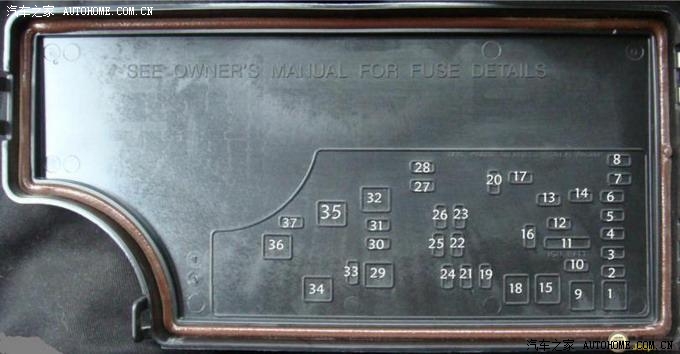 汽车之家 AUTOHOME.COM.CN
SEE OWNER'S MANUAL FOR FUSE DETAILS
8
28
20 17
7
27
14 6
32 13
35 26 23 5
37 31 12
16 4
36 30 25 22 11
3
10
33 29 24 21 19 2
34 18 15 9 1
汽车之家 AUTOHOME.COM.CN